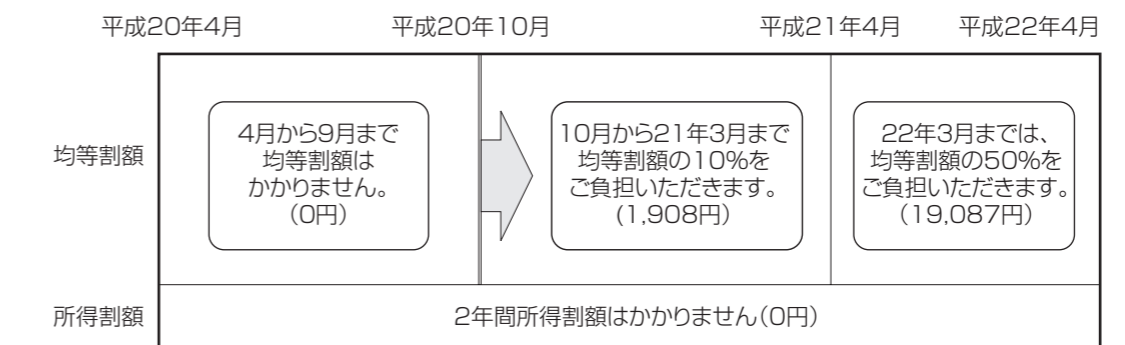 平成20年4月 平成20年10月 平成21年4月 平成22年4月
均等割額
4月から9月まで
均等割額は
かかりません。
（0円）
10月から21年3月まで
均等割額の10%を
ご負担いただきます。
（1,908円）
22年3月までは、
均等割額の50%を
ご負担いただきます。
（19,087円）
所得割額
2年間所得割額はかかりません（0円）